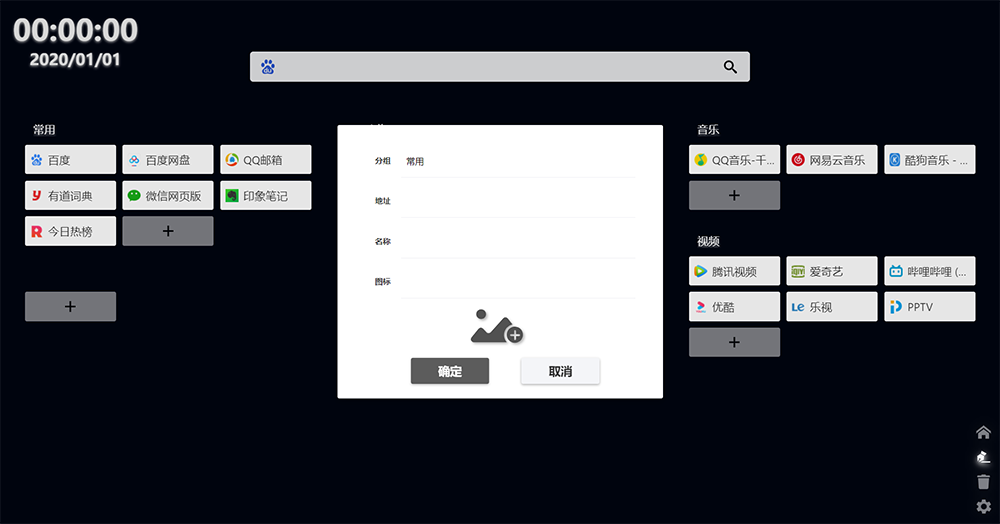 00:00:00
2020/01/01
常用
百度
百度网盘
QQ邮箱
有道词典
微信网页版
印象笔记
今日热榜
分组
常用
地址
名称
图标
确定
取消
音乐
QQ音乐-千...
网易云音乐
酷狗音乐 - ...
视频
腾讯视频
爱奇艺
哔哩哔哩 (...
优酷
乐视
PPTV